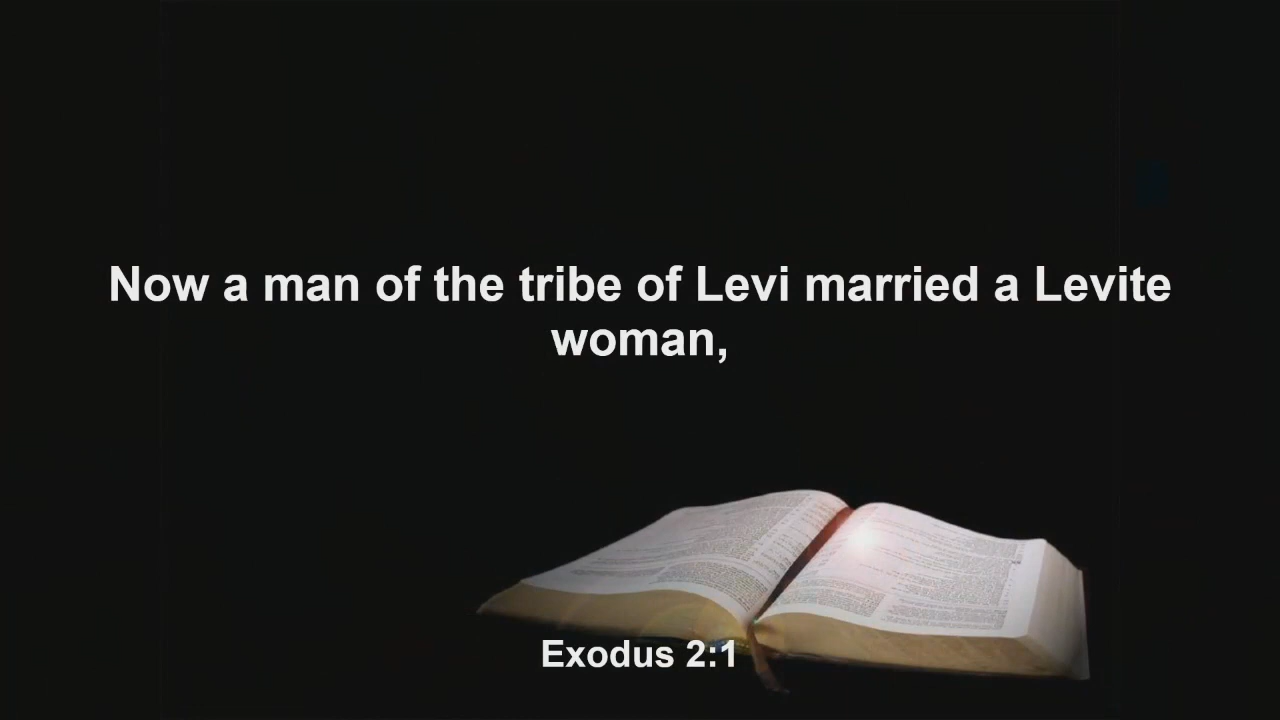 Now a man of the tribe of Levi married a Levite
woman,
Exodus 2:1